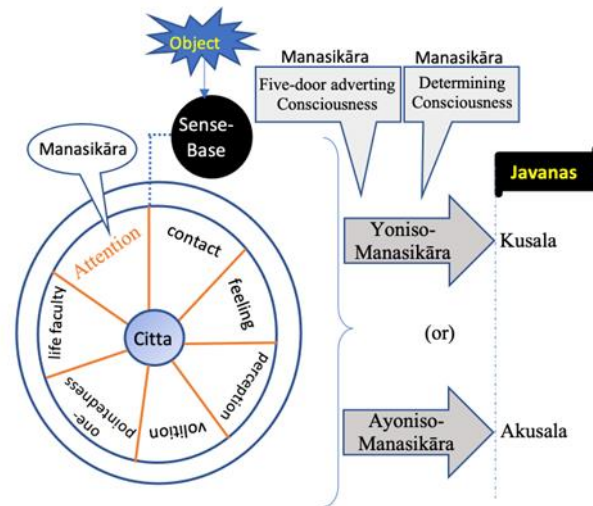 Object
Manasikāra
Manasikāra
Five-door adverting
Consciousness
Determining
Consciousness
Sense-
Base
Manasikāra
Javanas
Attention
contact
feeling
perception
volition
one-
pointedness
life faculty
Citta
Yoniso-
Manasikāra
Kusala
(or)
Ayoniso-
Manasikāra
Akusala